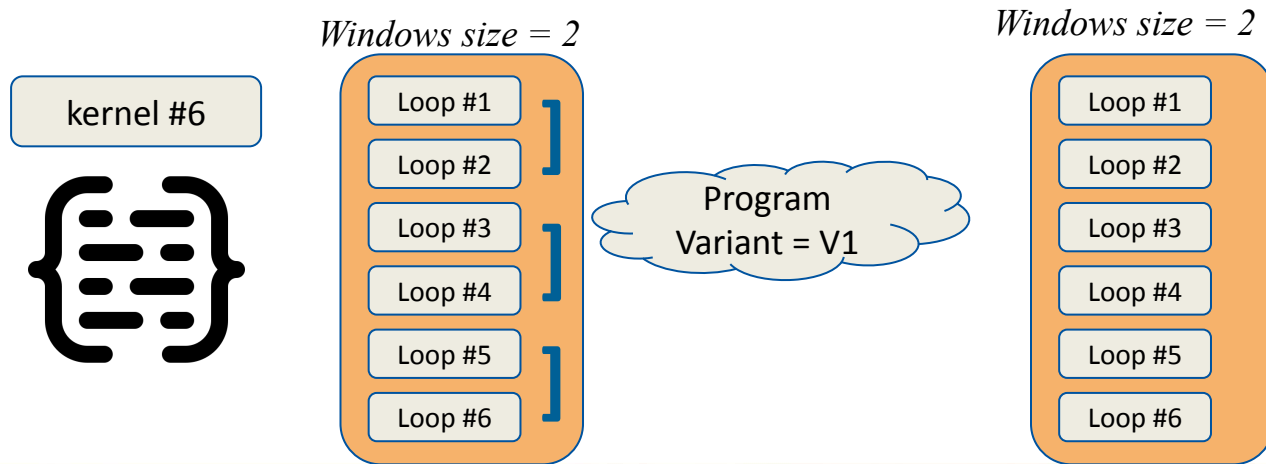 Windows size = 2
Windows size = 2
kernel #6
Loop #1
Loop #2
Loop #3
Loop #4
Loop #5
Loop #6
Program
Variant = V1
Loop #1
Loop #2
Loop #3
Loop #4
Loop #5
Loop #6